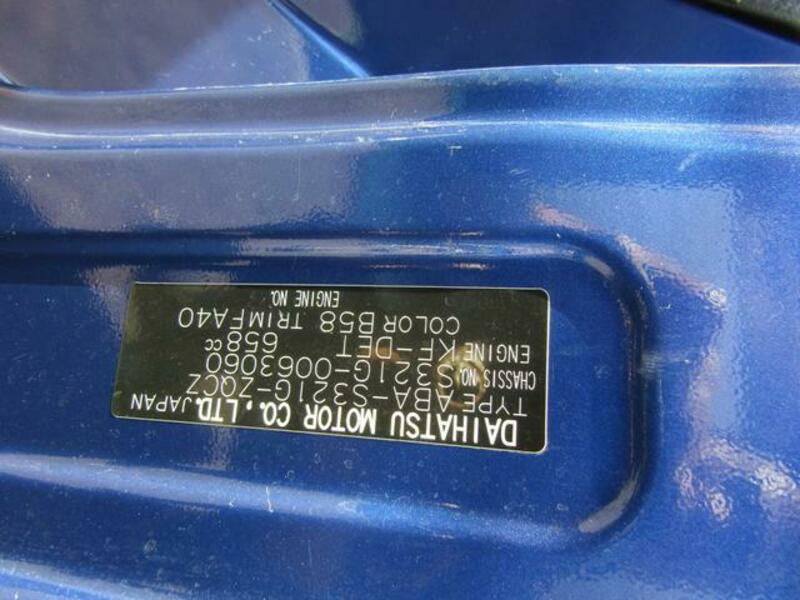 DAIHATSU MOTOR CO., LTD. JAPAN
TYPE ABA-S321G-ZQCZ
CHASSIS NO. S321G-0063060
ENGINE KF-DET 658cc
COLOR B58 TRIM FA40
ENGINE NO.